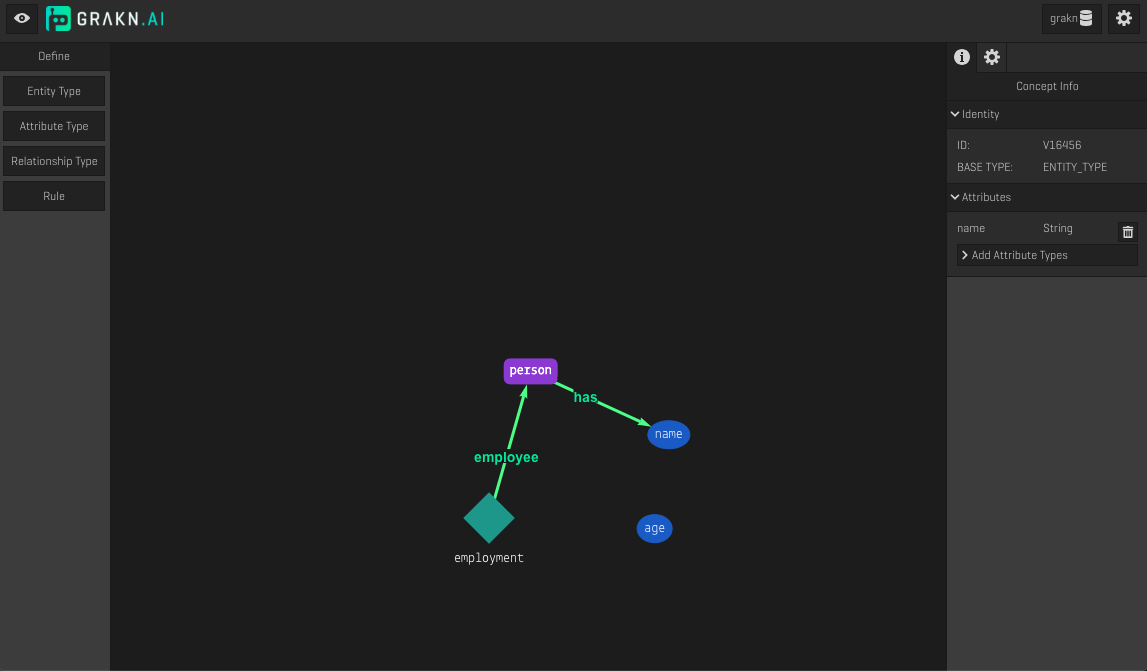 GRAKN.AI
grakn
Define
Entity Type
Attribute Type
Relationship Type
Rule
person
has
name
employee
age
employment
Concept Info
Identity
ID: V16456
BASE TYPE: ENTITY_TYPE
Attributes
name String
Add Attribute Types